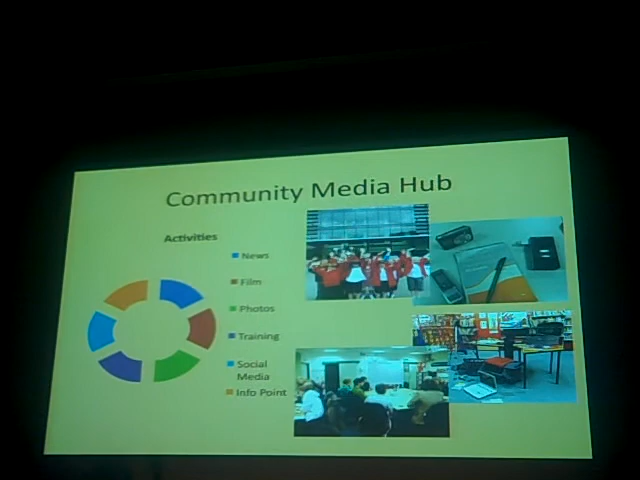 Community Media Hub
Activities
News
Film
Photos
Training
Social
Media
Info Point